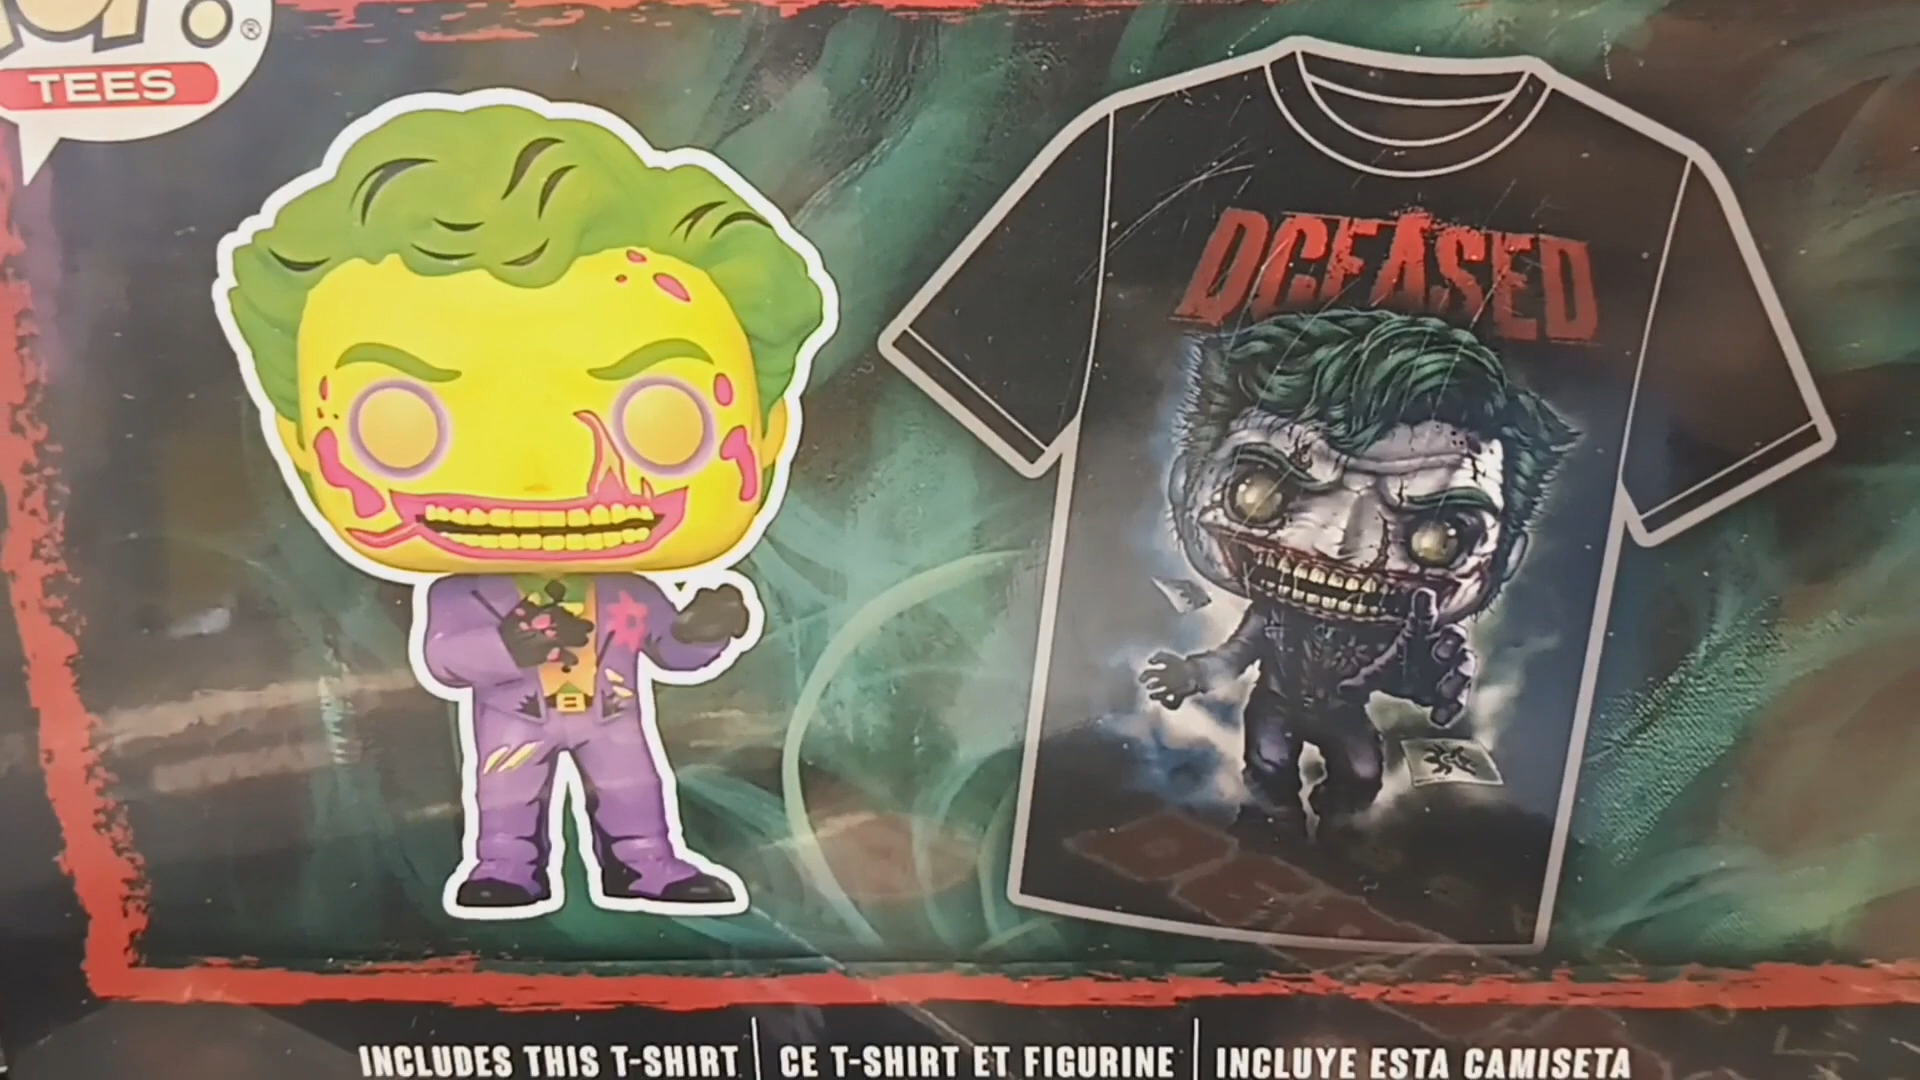 TEES
DCEASED
INCLUDES THIS T-SHIRT
CE T-SHIRT ET FIGURINE
INCLUYE ESTA CAMISETA